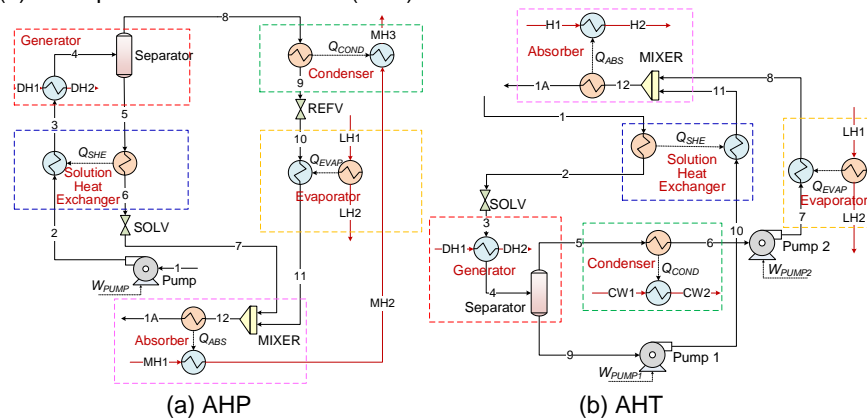 8
Generator
4
Separator
DH1
DH2
3
5
Q_SHE
Solution
Heat
Exchanger
2
6
SOLV
7
W_PUMP
1
Pump
Q_COND
MH3
Condenser
9
REFV
10
LH1
Q_EVAP
Evaporator
LH2
11
MH2
1A
12
MIXER
Absorber
Q_ABS
MH1
(a) AHP
H1
H2
Absorber
Q_ABS
MIXER
1A
12
8
11
1
Q_SHE
2
Solution
Heat
Exchanger
LH1
Q_EVAP
Evaporator
LH2
7
10
SOLV
3
DH1
DH2
Generator
4
Separator
5
Condenser
6
Q_COND
CW1
CW2
Pump 2
W_PUMP2
9
Pump 1
W_PUMP1
(b) AHT